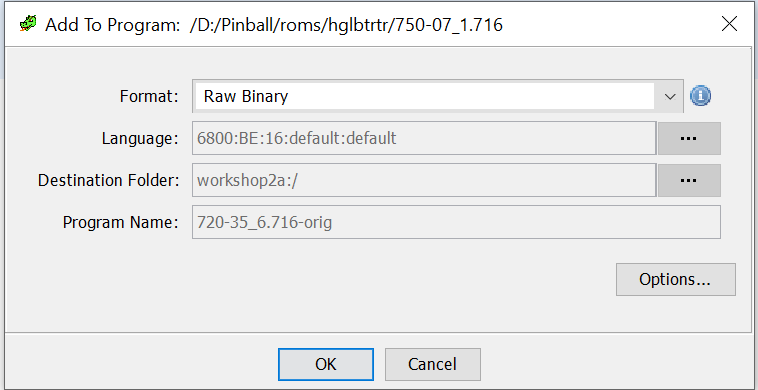 Add To Program: /D:/Pinball/roms/hglbtrtr/750-07_1.716
Format: Raw Binary
Language: 6800:BE:16:default:default ...
Destination Folder: workshop2a:/ ...
Program Name: 720-35_6.716-orig
Options...
OK Cancel